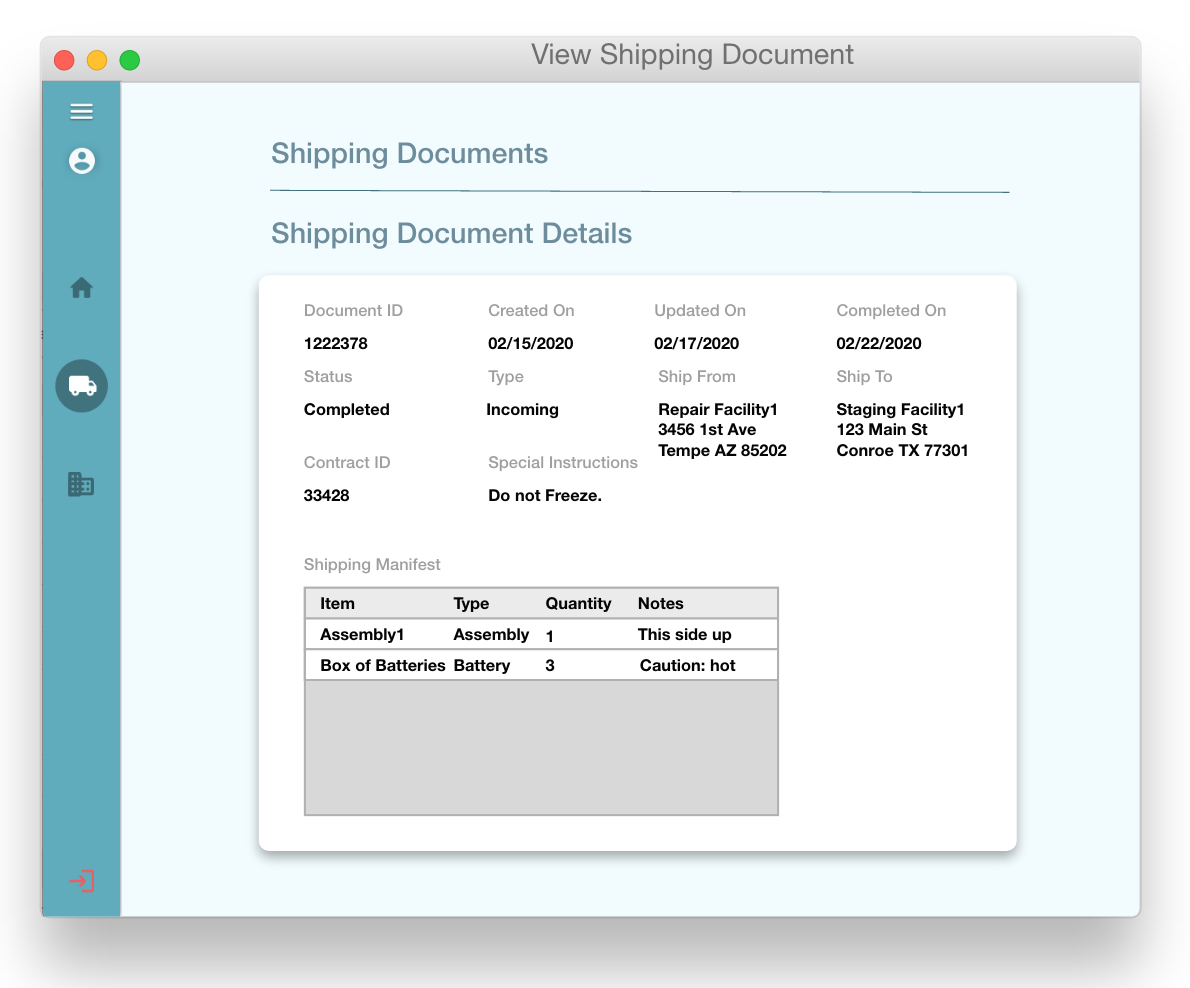 View Shipping Document
Shipping Documents
Shipping Document Details
Document ID Created On Updated On Completed On
1222378 02/15/2020 02/17/2020 02/22/2020
Status Type Ship From Ship To
Completed Incoming Repair Facility1 Staging Facility1
3456 1st Ave 123 Main St
Tempe AZ 85202 Conroe TX 77301
Contract ID Special Instructions
33428 Do not Freeze.
Shipping Manifest
Item Type Quantity Notes
Assembly1 Assembly 1 This side up
Box of Batteries Battery 3 Caution: hot